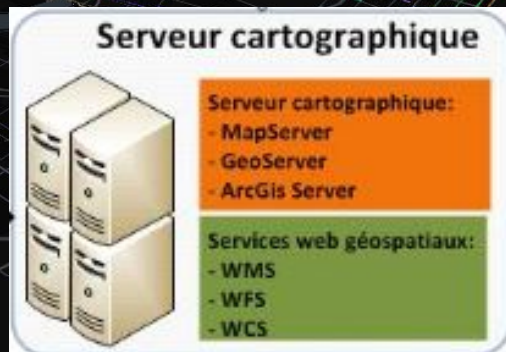 Serveur cartographique
Serveur cartographique:
- MapServer
- GeoServer
- ArcGis Server
Services web géospatiaux:
- WMS
- WFS
- WCS